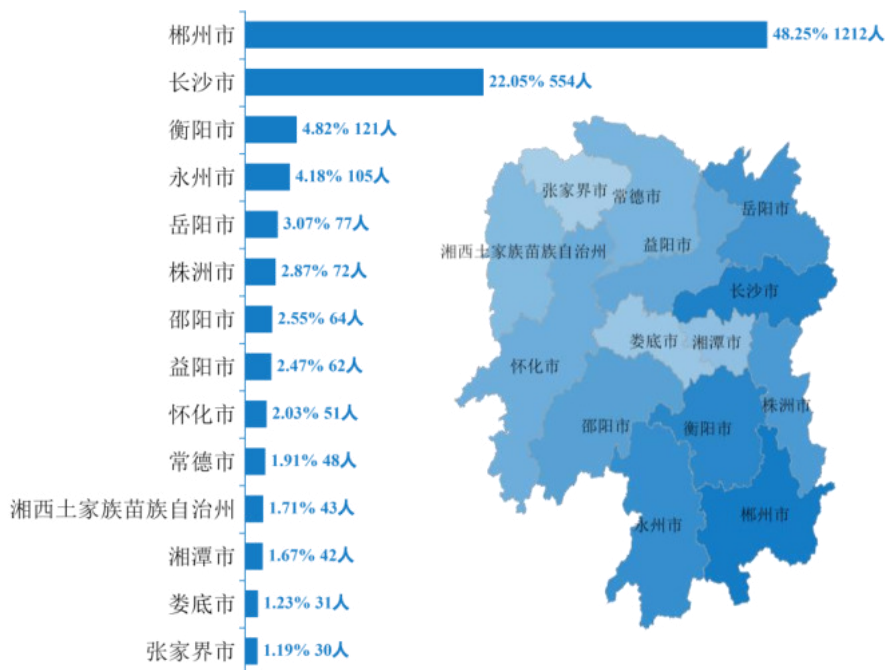 郴州市 48.25% 1212人
长沙市 22.05% 554人
衡阳市 4.82% 121人
永州市 4.18% 105人
岳阳市 3.07% 77人
株洲市 2.87% 72人
邵阳市 2.55% 64人
益阳市 2.47% 62人
怀化市 2.03% 51人
常德市 1.91% 48人
湘西土家族苗族自治州 1.71% 43人
湘潭市 1.67% 42人
娄底市 1.23% 31人
张家界市 1.19% 30人
张家界市
常德市
岳阳市
湘西土家族苗族自治州
益阳市
长沙市
娄底市
湘潭市
怀化市
株洲市
邵阳市
衡阳市
永州市
郴州市